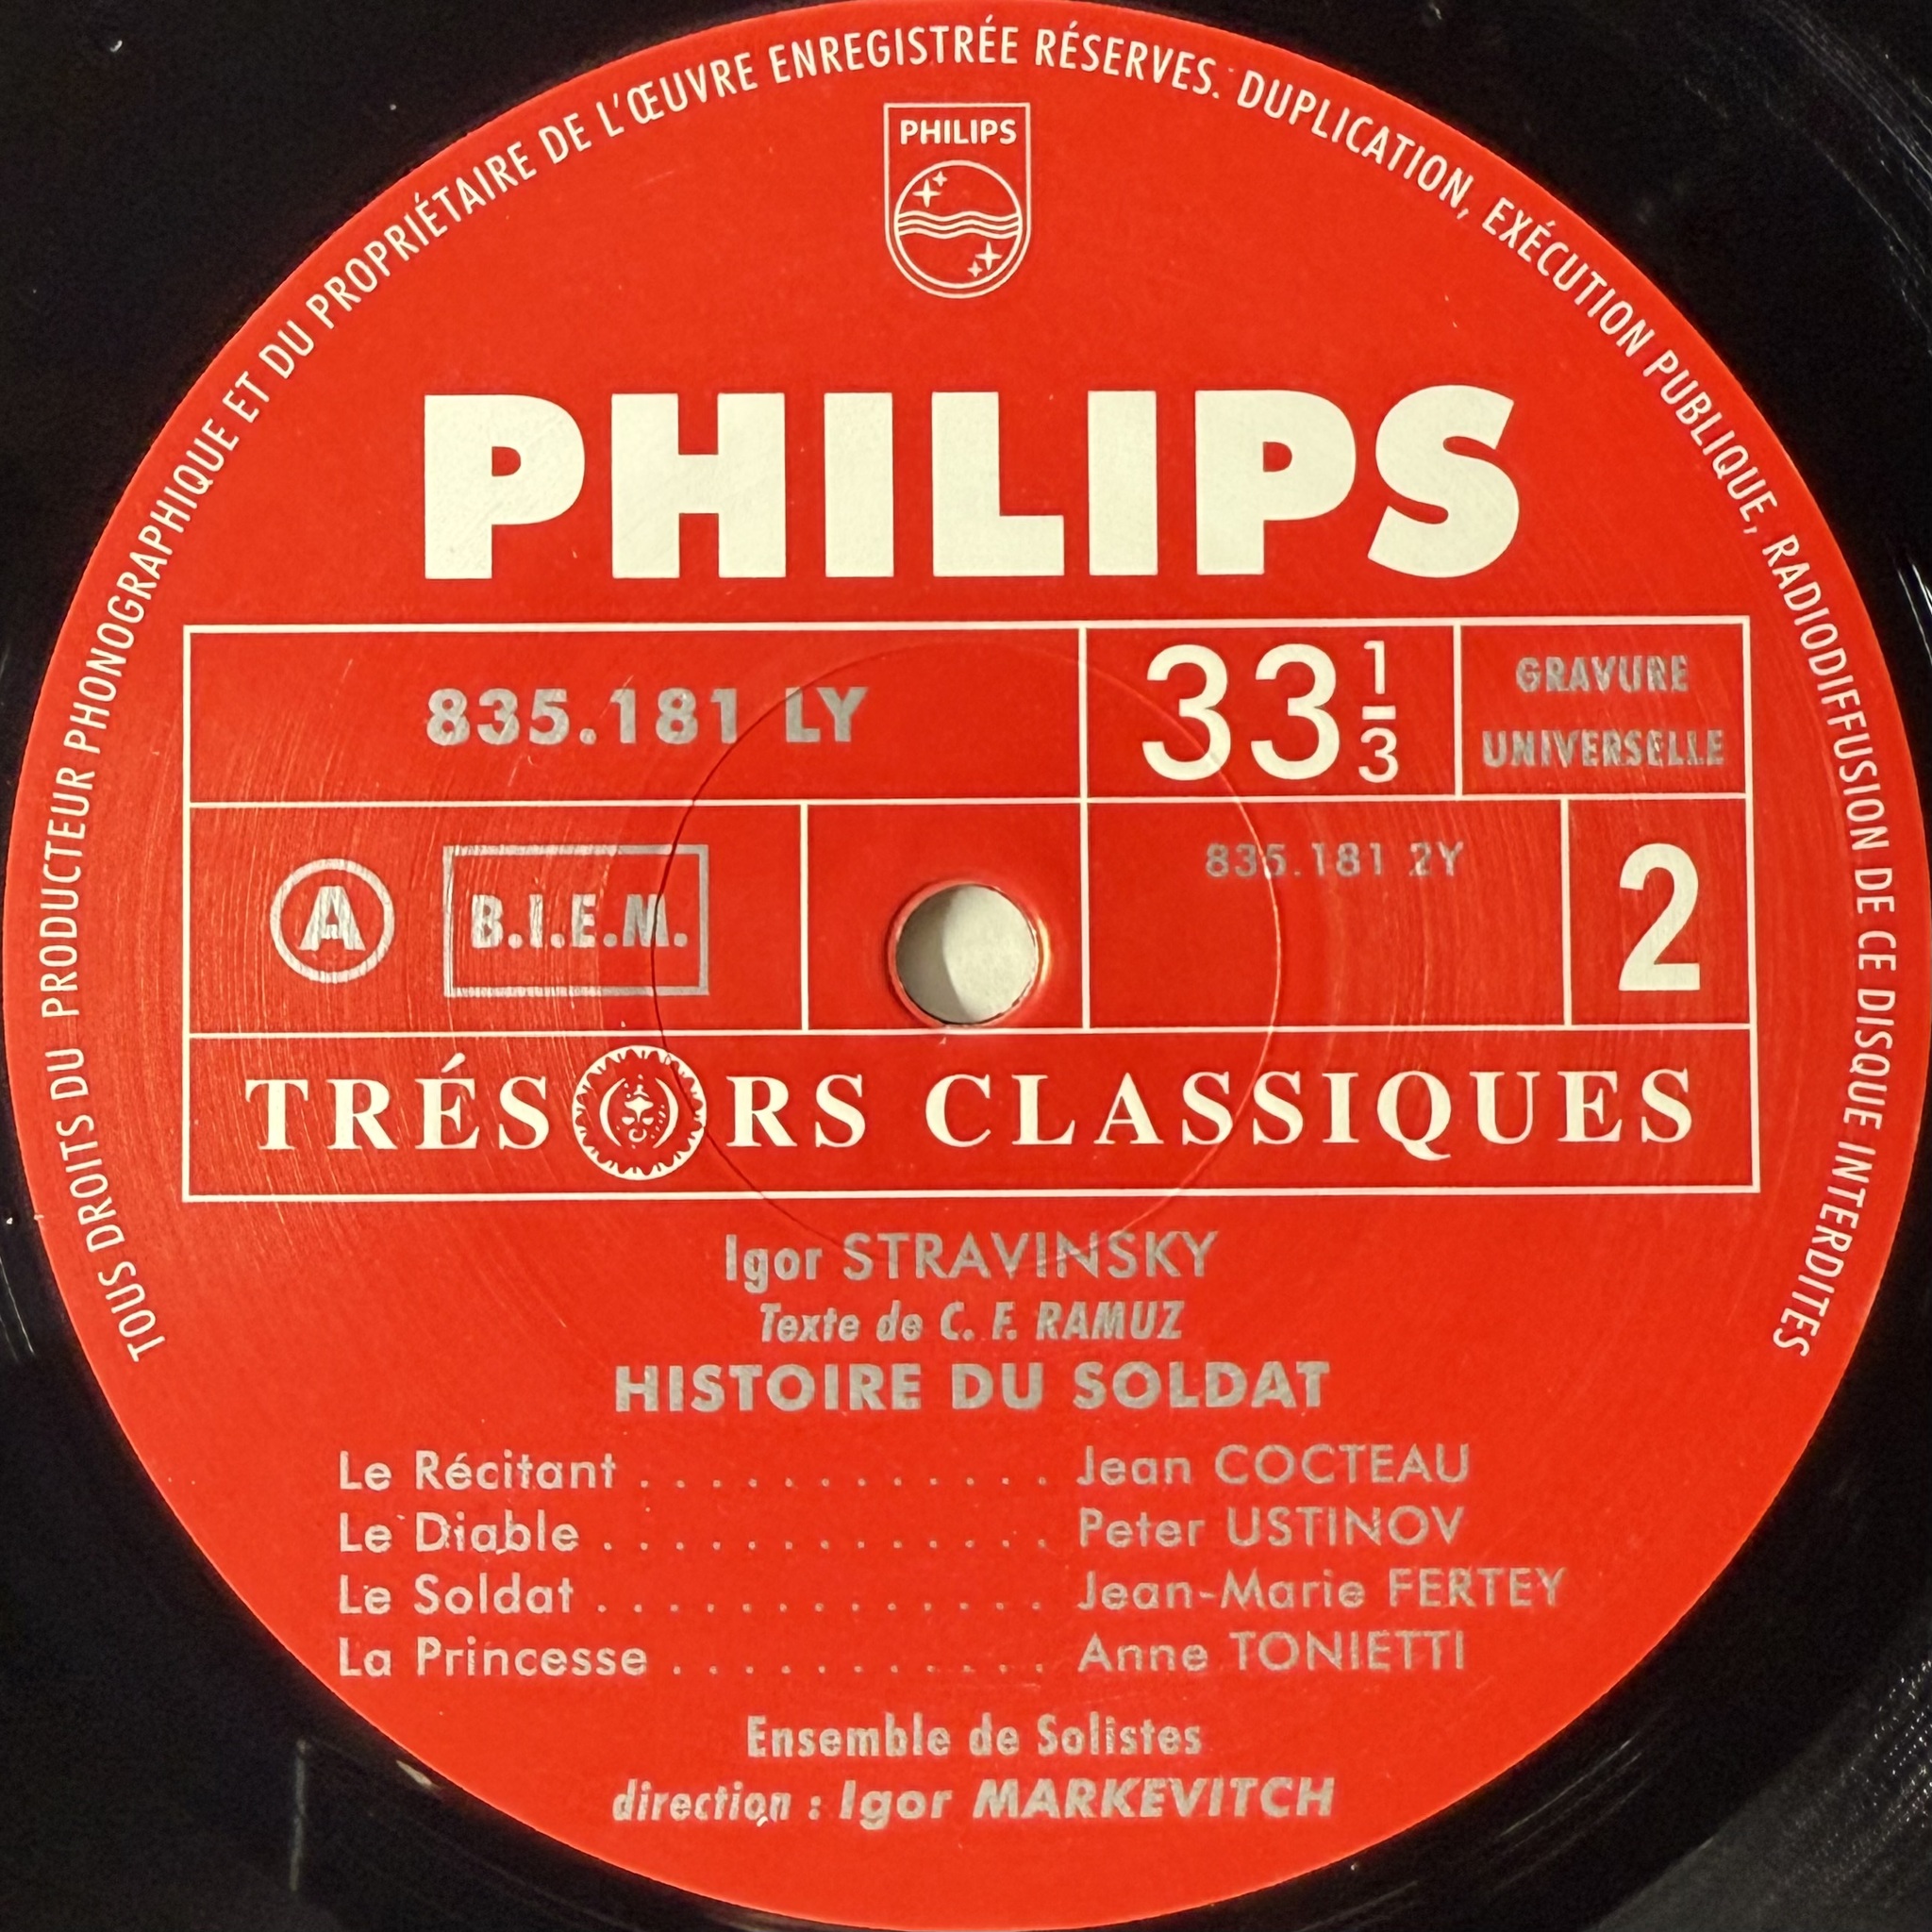 TOUS DROITS DU PRODUCTEUR PHONOGRAPHIQUE ET DU PROPRIÉTAIRE DE L'ŒUVRE ENREGISTRÉE RÉSERVES. DUPLICATION, EXÉCUTION PUBLIQUE, RADIODIFFUSION DE CE DISQUE INTERDITES
PHILIPS
PHILIPS
835.181 LY
33 1/3
GRAVURE
UNIVERSELLE
A
B.I.E.M.
835.181 2Y
2
TRÉSORS CLASSIQUES
Igor STRAVINSKY
Texte de C. F. RAMUZ
HISTOIRE DU SOLDAT
Le Récitant . . . . . . . . . . . . Jean COCTEAU
Le Diable . . . . . . . . . . . . . Peter USTINOV
Le Soldat . . . . . . . . . . . . . Jean-Marie FERTEY
La Princesse . . . . . . . . . . . Anne TONIETTI
Ensemble de Solistes
direction : Igor MARKEVITCH